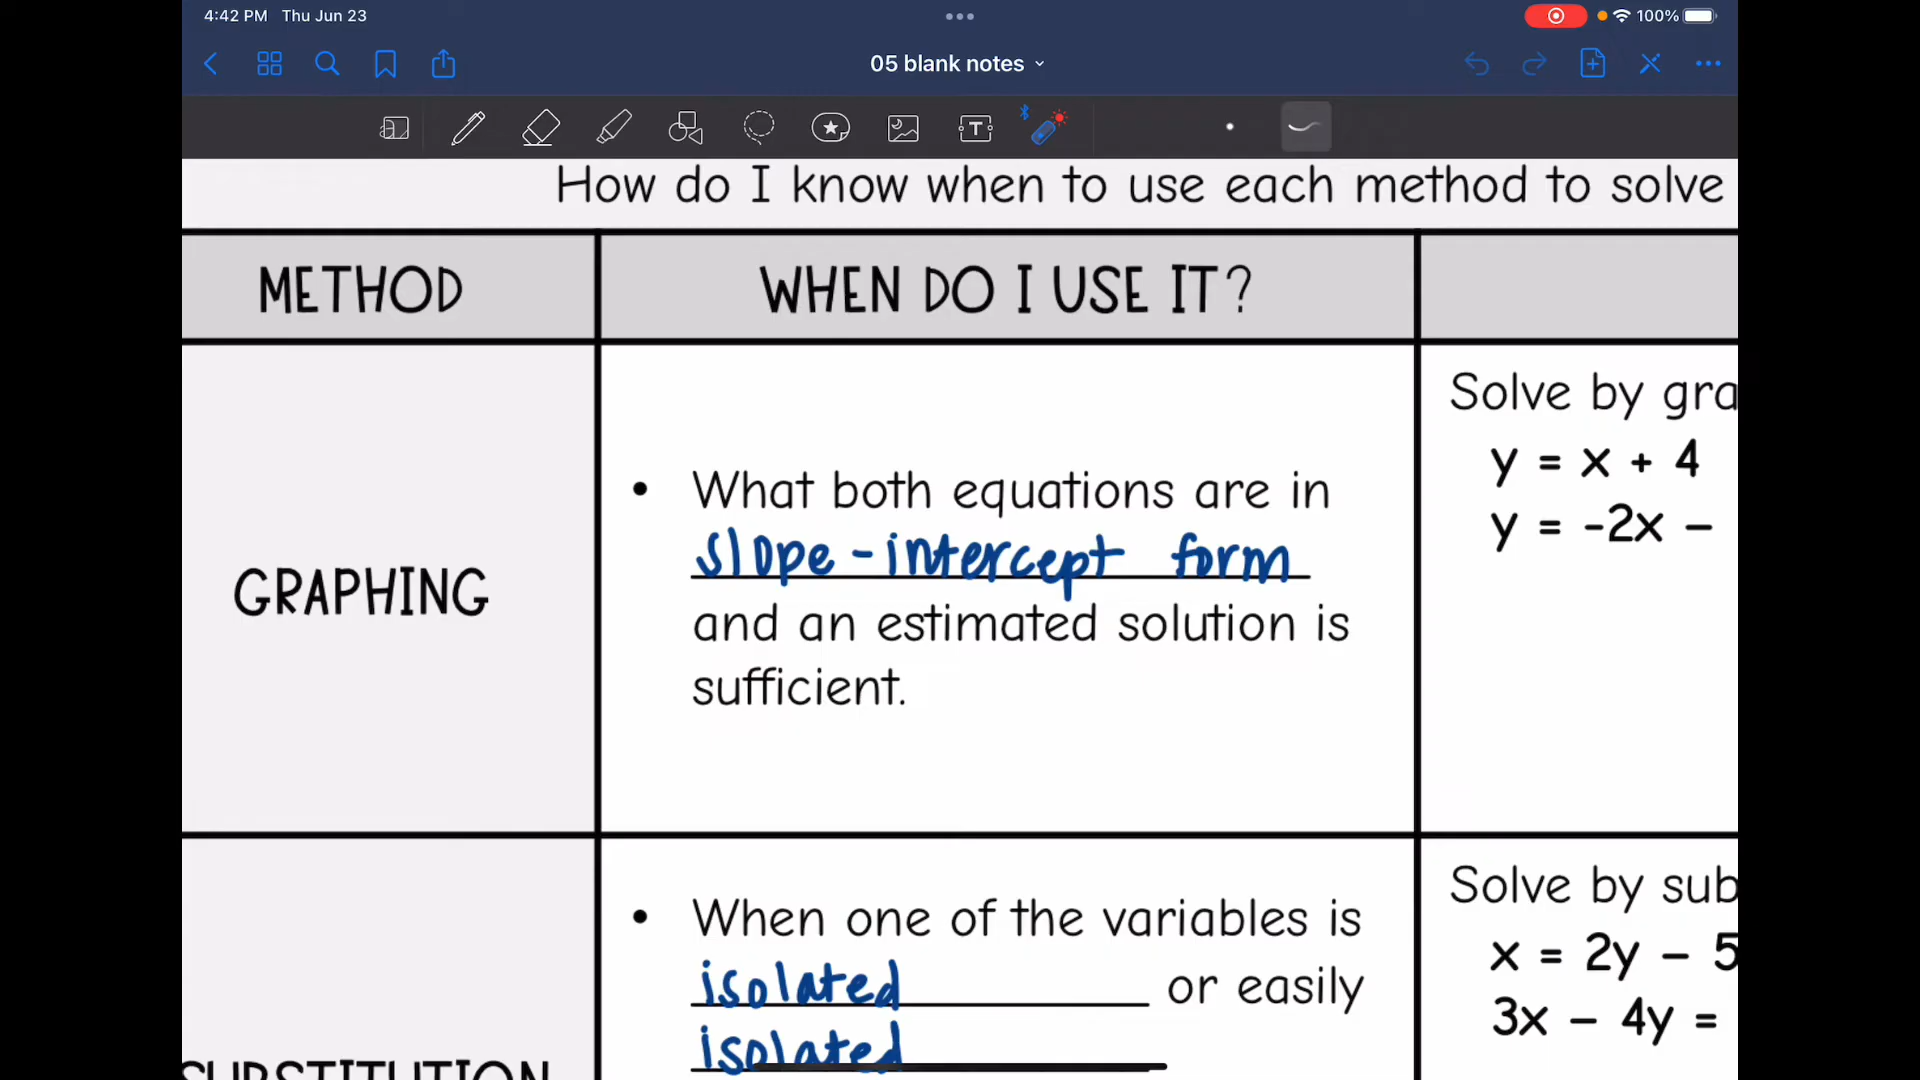 4:42 PM Thu Jun 23
100%
05 blank notes
How do I know when to use each method to solve
METHOD
WHEN DO I USE IT?
GRAPHING
• What both equations are in
slope-intercept form
and an estimated solution is
sufficient.
Solve by gra
y = x + 4
y = -2x -
SUBSTITUTION
• When one of the variables is
isolated or easily
isolated
Solve by sub
x = 2y - 5
3x - 4y =